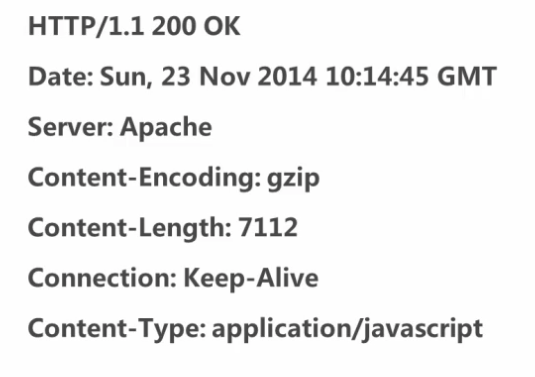 HTTP/1.1 200 OK
Date: Sun, 23 Nov 2014 10:14:45 GMT
Server: Apache
Content-Encoding: gzip
Content-Length: 7112
Connection: Keep-Alive
Content-Type: application/javascript